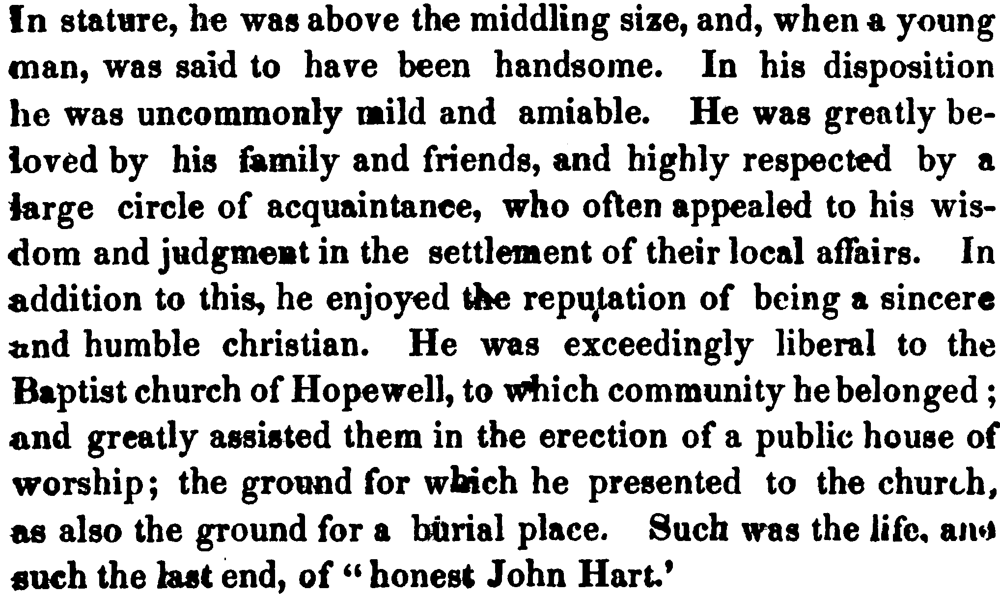 In stature, he was above the middling size, and, when a young
man, was said to have been handsome. In his disposition
he was uncommonly mild and amiable. He was greatly be-
loved by his family and friends, and highly respected by a
large circle of acquaintance, who often appealed to his wis-
dom and judgment in the settlement of their local affairs. In
addition to this, he enjoyed the reputation of being a sincere
and humble christian. He was exceedingly liberal to the
Baptist church of Hopewell, to which community he belonged ;
and greatly assisted them in the erection of a public house of
worship; the ground for which he presented to the church,
as also the ground for a burial place. Such was the life, and
such the last end, of “ honest John Hart.’